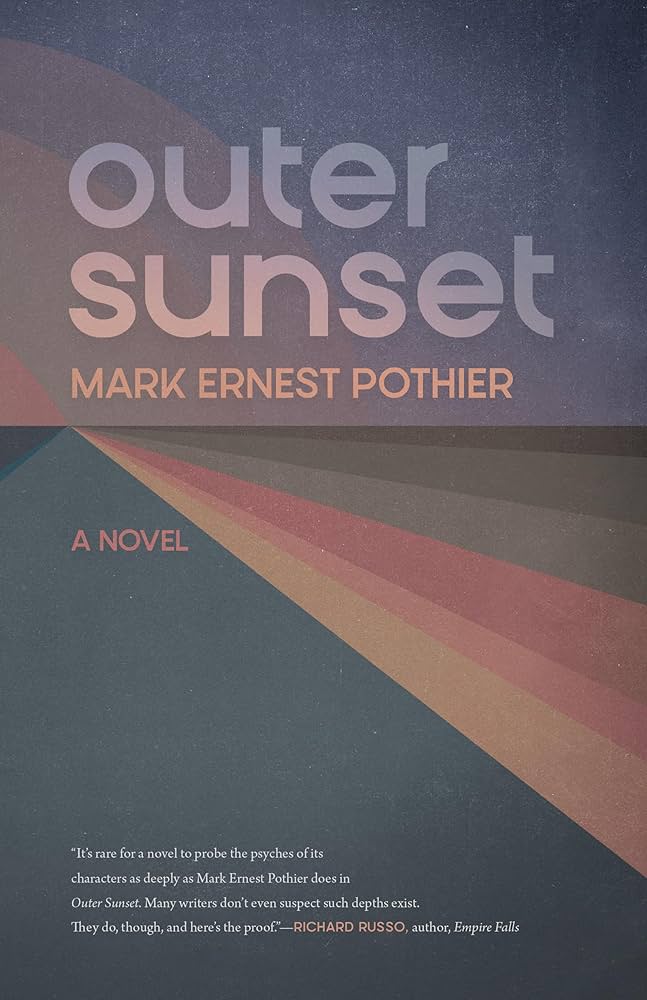 outer
sunset
MARK ERNEST POTHIER
A NOVEL
“It’s rare for a novel to probe the psyches of its
characters as deeply as Mark Ernest Pothier does in
Outer Sunset. Many writers don’t even suspect such depths exist.
They do, though, and here’s the proof.”—RICHARD RUSSO, author, Empire Falls